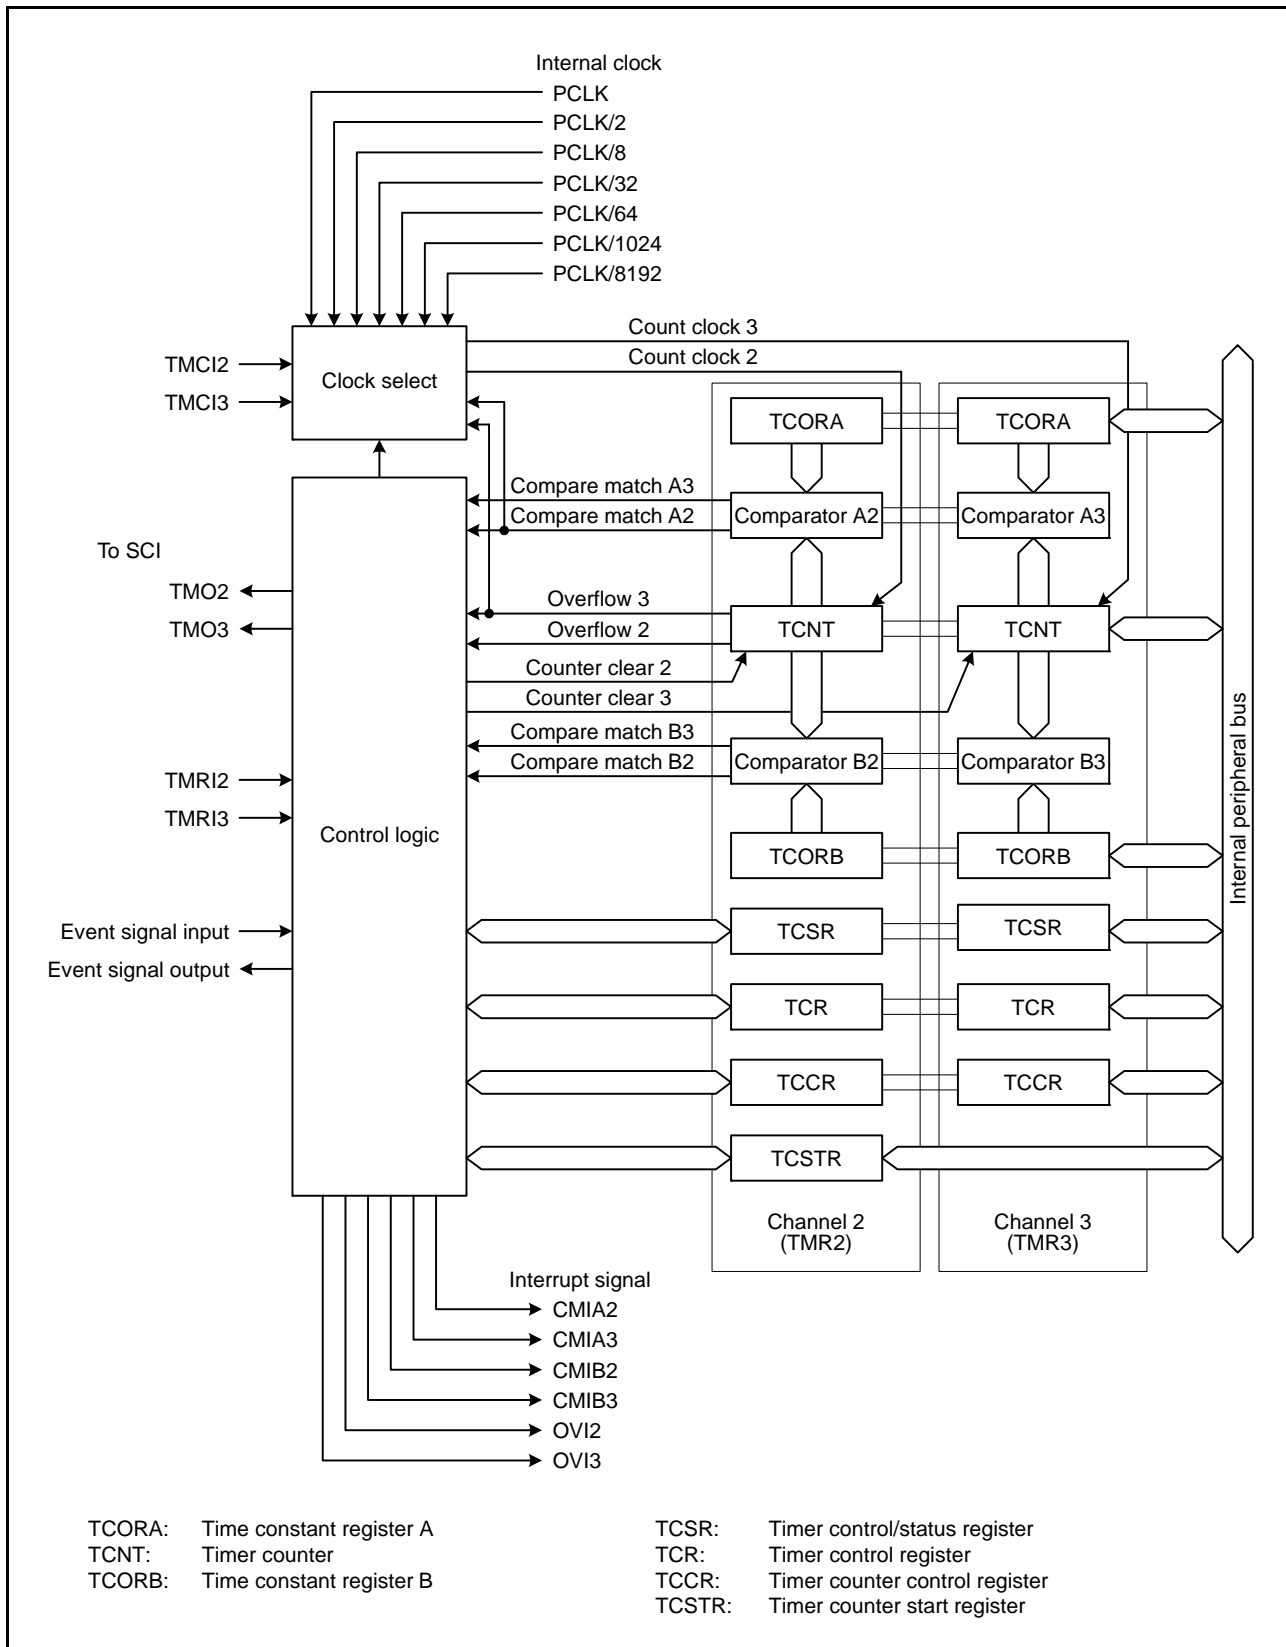 Internal clock
PCLK
PCLK/2
PCLK/8
PCLK/32
PCLK/64
PCLK/1024
PCLK/8192
Count clock 3
Count clock 2
TMCI2
TMCI3
Clock select
TCORA
TCORA
Compare match A3
Compare match A2
Comparator A2
Comparator A3
To SCI
TMO2
TMO3
Overflow 3
Overflow 2
TCNT
TCNT
Counter clear 2
Counter clear 3
Compare match B3
Compare match B2
Comparator B2
Comparator B3
TMRI2
TMRI3
Control logic
TCORB
TCORB
Internal peripheral bus
Event signal input
Event signal output
TCSR
TCSR
TCR
TCR
TCCR
TCCR
TCSTR
Channel 2
(TMR2)
Channel 3
(TMR3)
Interrupt signal
CMIA2
CMIA3
CMIB2
CMIB3
OVI2
OVI3
TCORA: Time constant register A
TCNT: Timer counter
TCORB: Time constant register B
TCSR: Timer control/status register
TCR: Timer control register
TCCR: Timer counter control register
TCSTR: Timer counter start register